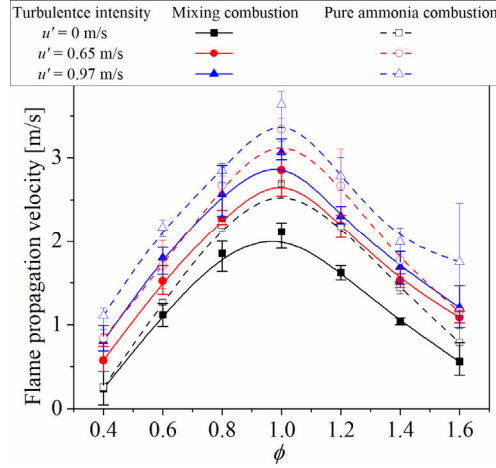 Turbulentce intensity Mixing combustion Pure ammonia combustion
u' = 0 m/s
u' = 0.65 m/s
u' = 0.97 m/s
Flame propagation velocity [m/s]
3
2
1
0
0.4 0.6 0.8 1.0 1.2 1.4 1.6
ϕ